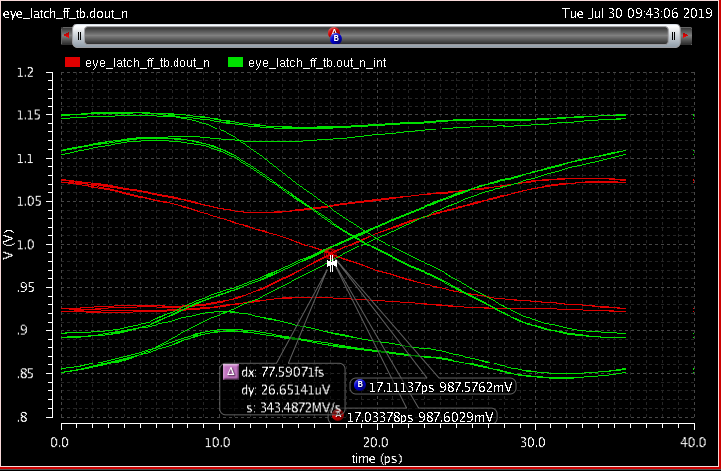 eye_latch_ff_tb.dout_n
Tue Jul 30 09:43:06 2019
A
B
eye_latch_ff_tb.dout_n
eye_latch_ff_tb.out_n_int
1.2
1.15
1.1
1.05
1.0
.95
.9
.85
.8
V (V)
Δ dx: 77.59071fs
dy: 26.65141uV
s: 343.4872MV/s
B 17.11137ps 987.5762mV
A 17.03378ps 987.6029mV
0.0
10.0
20.0
30.0
40.0
time (ps)